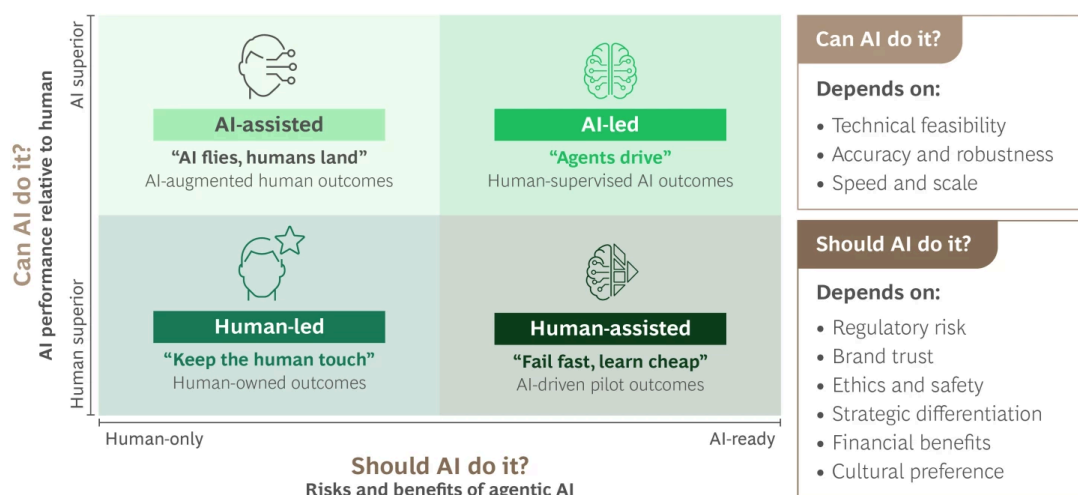 Can AI do it?
AI performance relative to human
AI superior
Human superior
AI-assisted
“AI flies, humans land”
AI-augmented human outcomes
AI-led
“Agents drive”
Human-supervised AI outcomes
Human-led
“Keep the human touch”
Human-owned outcomes
Human-assisted
“Fail fast, learn cheap”
AI-driven pilot outcomes
Human-only
AI-ready
Should AI do it?
Risks and benefits of agentic AI
Can AI do it?
Depends on:
• Technical feasibility
• Accuracy and robustness
• Speed and scale
Should AI do it?
Depends on:
• Regulatory risk
• Brand trust
• Ethics and safety
• Strategic differentiation
• Financial benefits
• Cultural preference